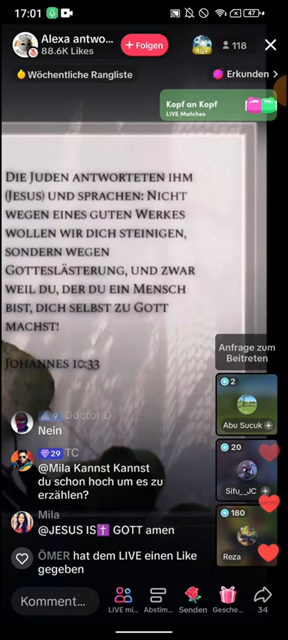 17:01
47
Alexa antwo...
88.6K Likes
+ Folgen
118
Wöchentliche Rangliste
Erkunden >
Kopf an Kopf
LIVE Matches
DIE JUDEN ANTWORTETEN IHM
(JESUS) UND SPRACHEN: NICHT
WEGEN EINES GUTEN WERKES
WOLLEN WIR DICH STEINIGEN,
SONDERN WEGEN
GOTTESLÄSTERUNG, UND ZWAR
WEIL DU, DER DU EIN MENSCH
BIST, DICH SELBST ZU GOTT
MACHST!
JOHANNES 10:33
Anfrage zum
Beitreten
2
Abu Sucuk +
20
Sifu__JC +
180
Reza
9 Doctor D
Nein
29 TC
@Mila Kannst Kannst
du schon hoch um es zu
erzählen?
Mila
@JESUS IS✝️ GOTT amen
ÖMER hat dem LIVE einen Like
gegeben
Komment...
LIVE mi...
Abstim...
Senden
Gesche...
34